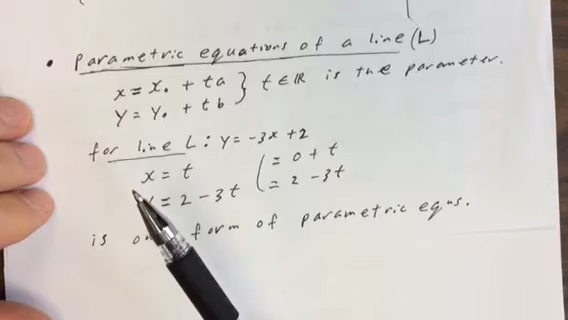 • Parametric equations of a line (L)
x = x₀ + ta } t ∈ ℝ is the parameter.
y = y₀ + tb
for line L : y = -3x + 2
x = t ( = 0 + t
= 2 - 3t ( = 2 - 3t
is form of parametric eqns.